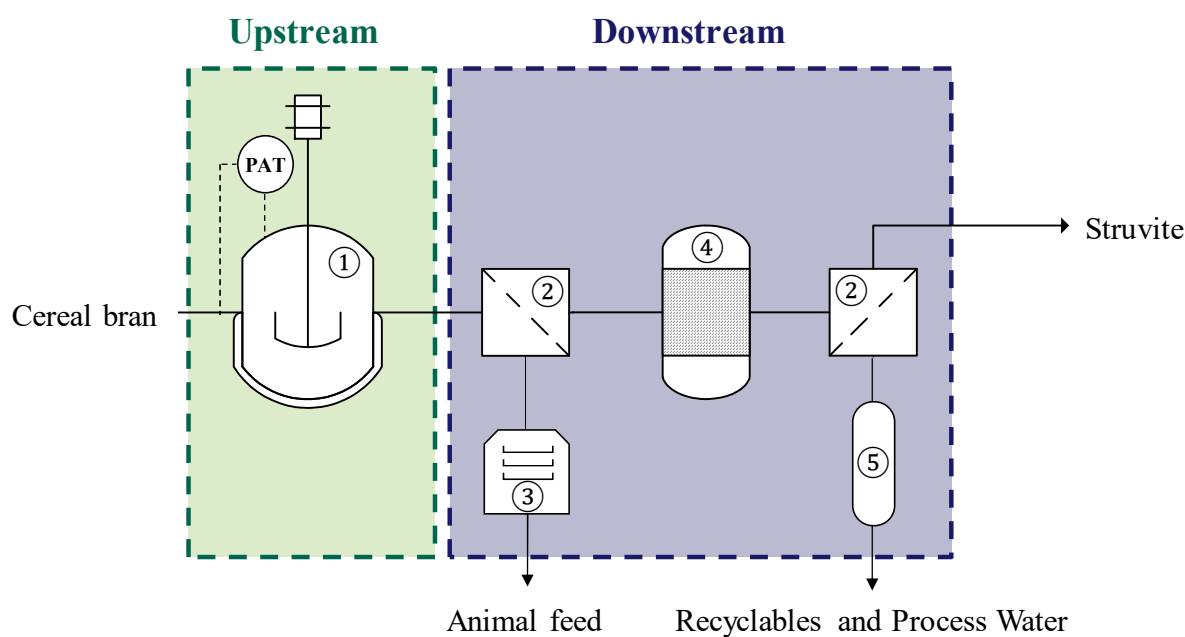 Upstream
Downstream
PAT
Struvite
①
②
④
②
Cereal bran
③
⑤
Animal feed
Recyclables and Process Water